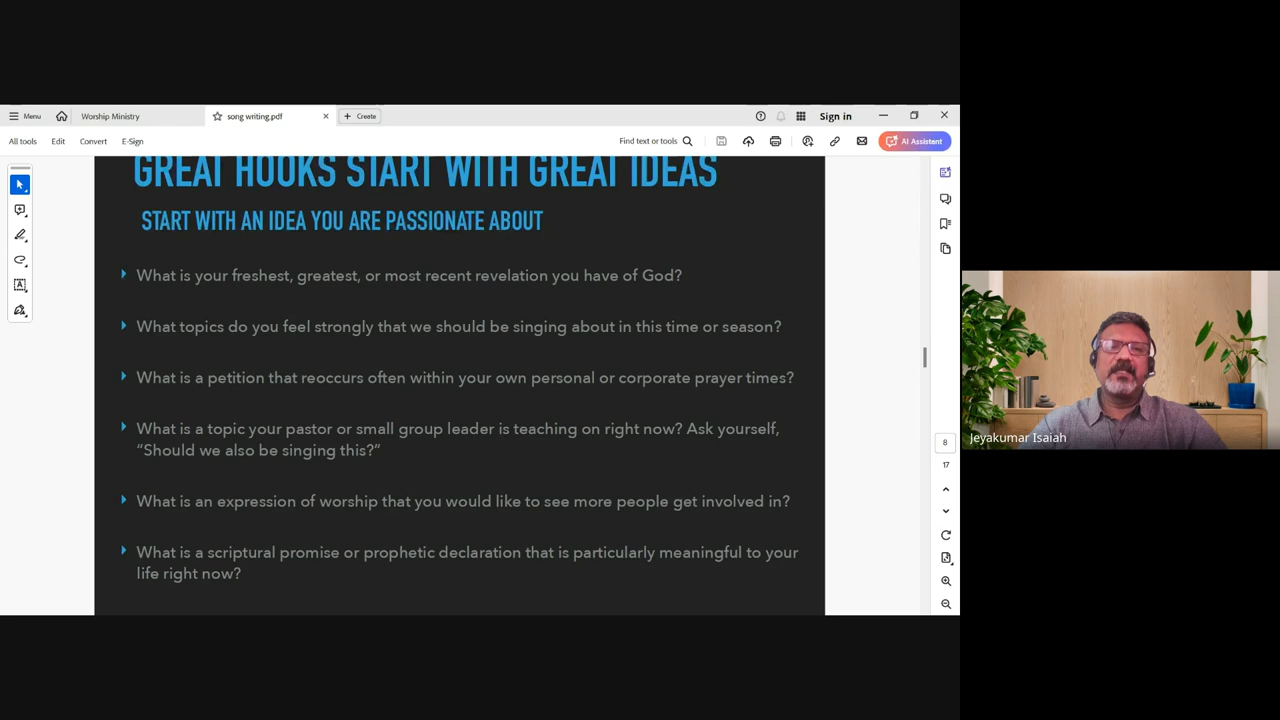 Menu
Worship Ministry
song writing.pdf
Create
Sign in
All tools
Edit
Convert
E-Sign
Find text or tools
AI Assistant
GREAT HOOKS START WITH GREAT IDEAS
START WITH AN IDEA YOU ARE PASSIONATE ABOUT
What is your freshest, greatest, or most recent revelation you have of God?
What topics do you feel strongly that we should be singing about in this time or season?
What is a petition that reoccurs often within your own personal or corporate prayer times?
What is a topic your pastor or small group leader is teaching on right now? Ask yourself,
“Should we also be singing this?”
What is an expression of worship that you would like to see more people get involved in?
What is a scriptural promise or prophetic declaration that is particularly meaningful to your
life right now?
8
17
Jeyakumar Isaiah